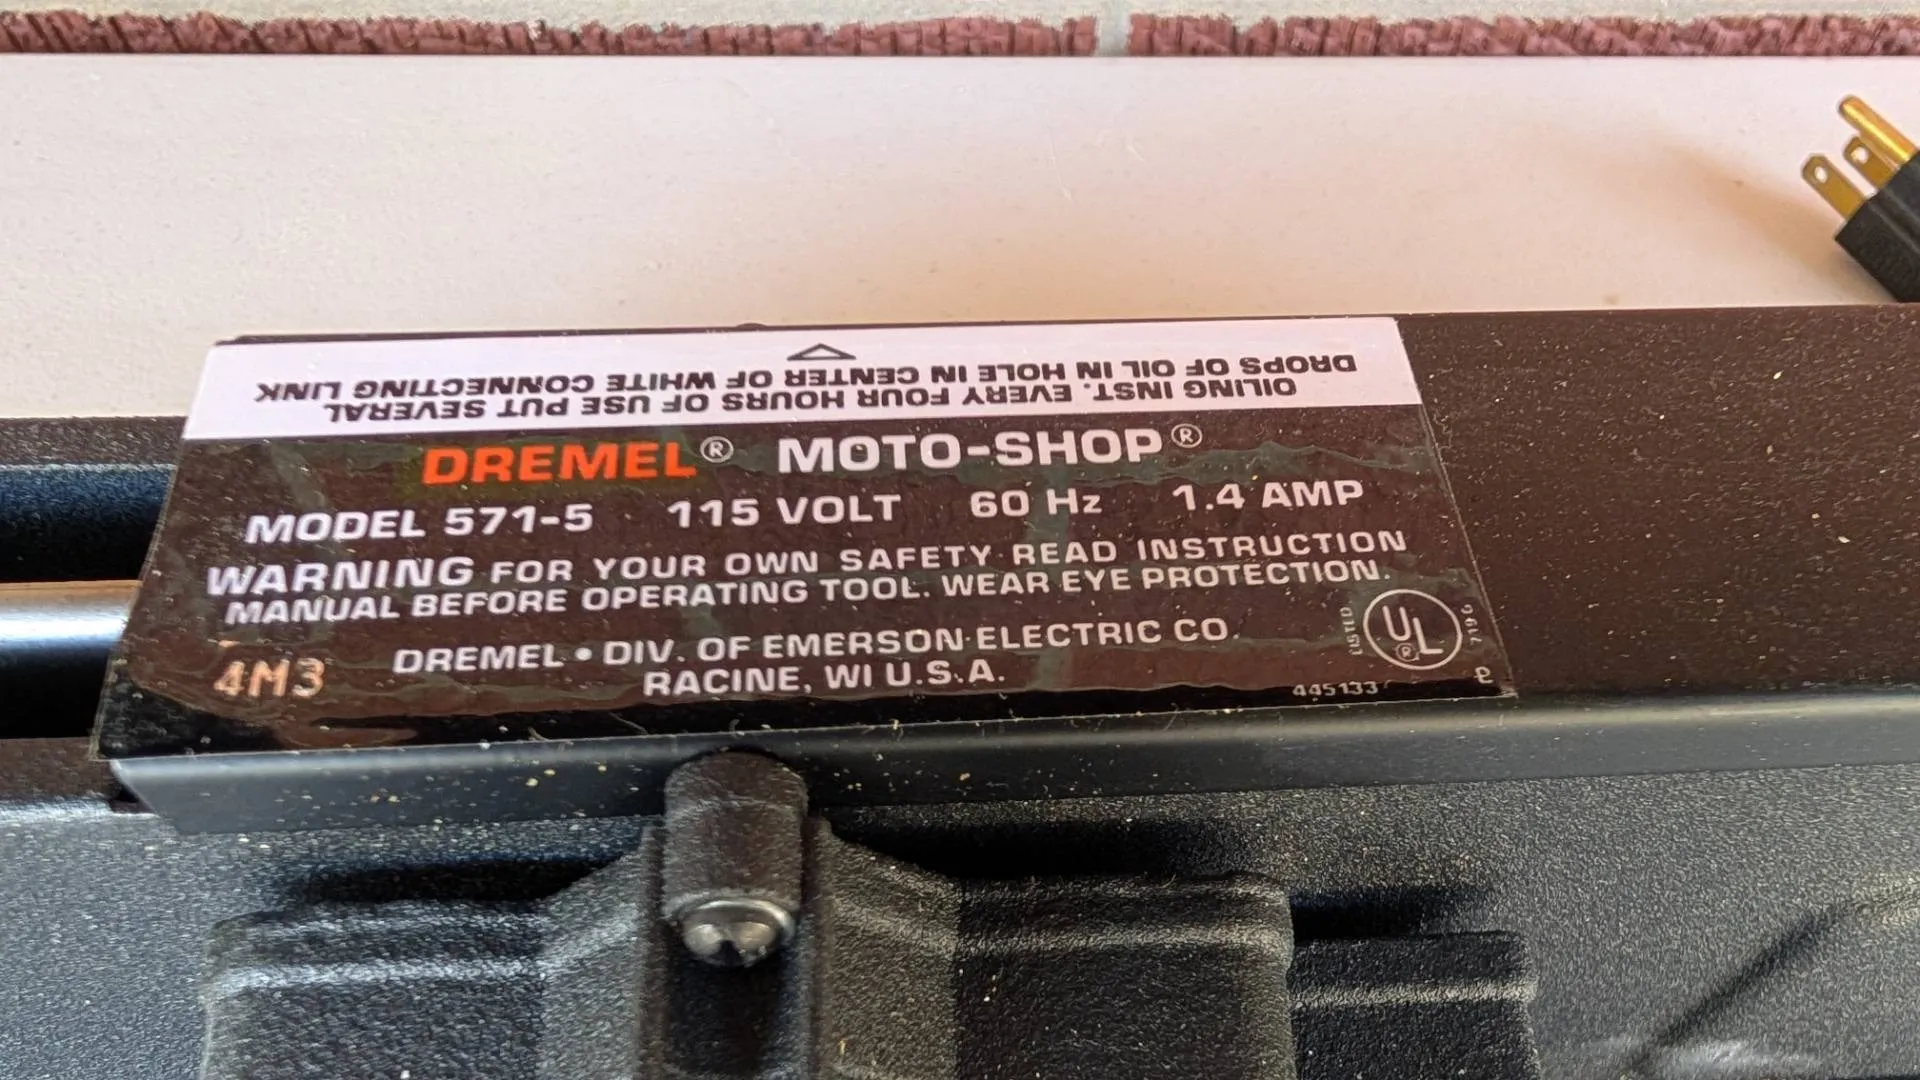 OILING INST. EVERY FOUR HOURS OF USE PUT SEVERAL
DROPS OF OIL IN HOLE IN CENTER OF WHITE CONNECTING LINK
DREMEL® MOTO-SHOP®
MODEL 571-5 115 VOLT 60 Hz 1.4 AMP
WARNING FOR YOUR OWN SAFETY READ INSTRUCTION
MANUAL BEFORE OPERATING TOOL. WEAR EYE PROTECTION.
4M3
DREMEL • DIV. OF EMERSON ELECTRIC CO.
RACINE, WI U.S.A.
LISTED UL ®
445133